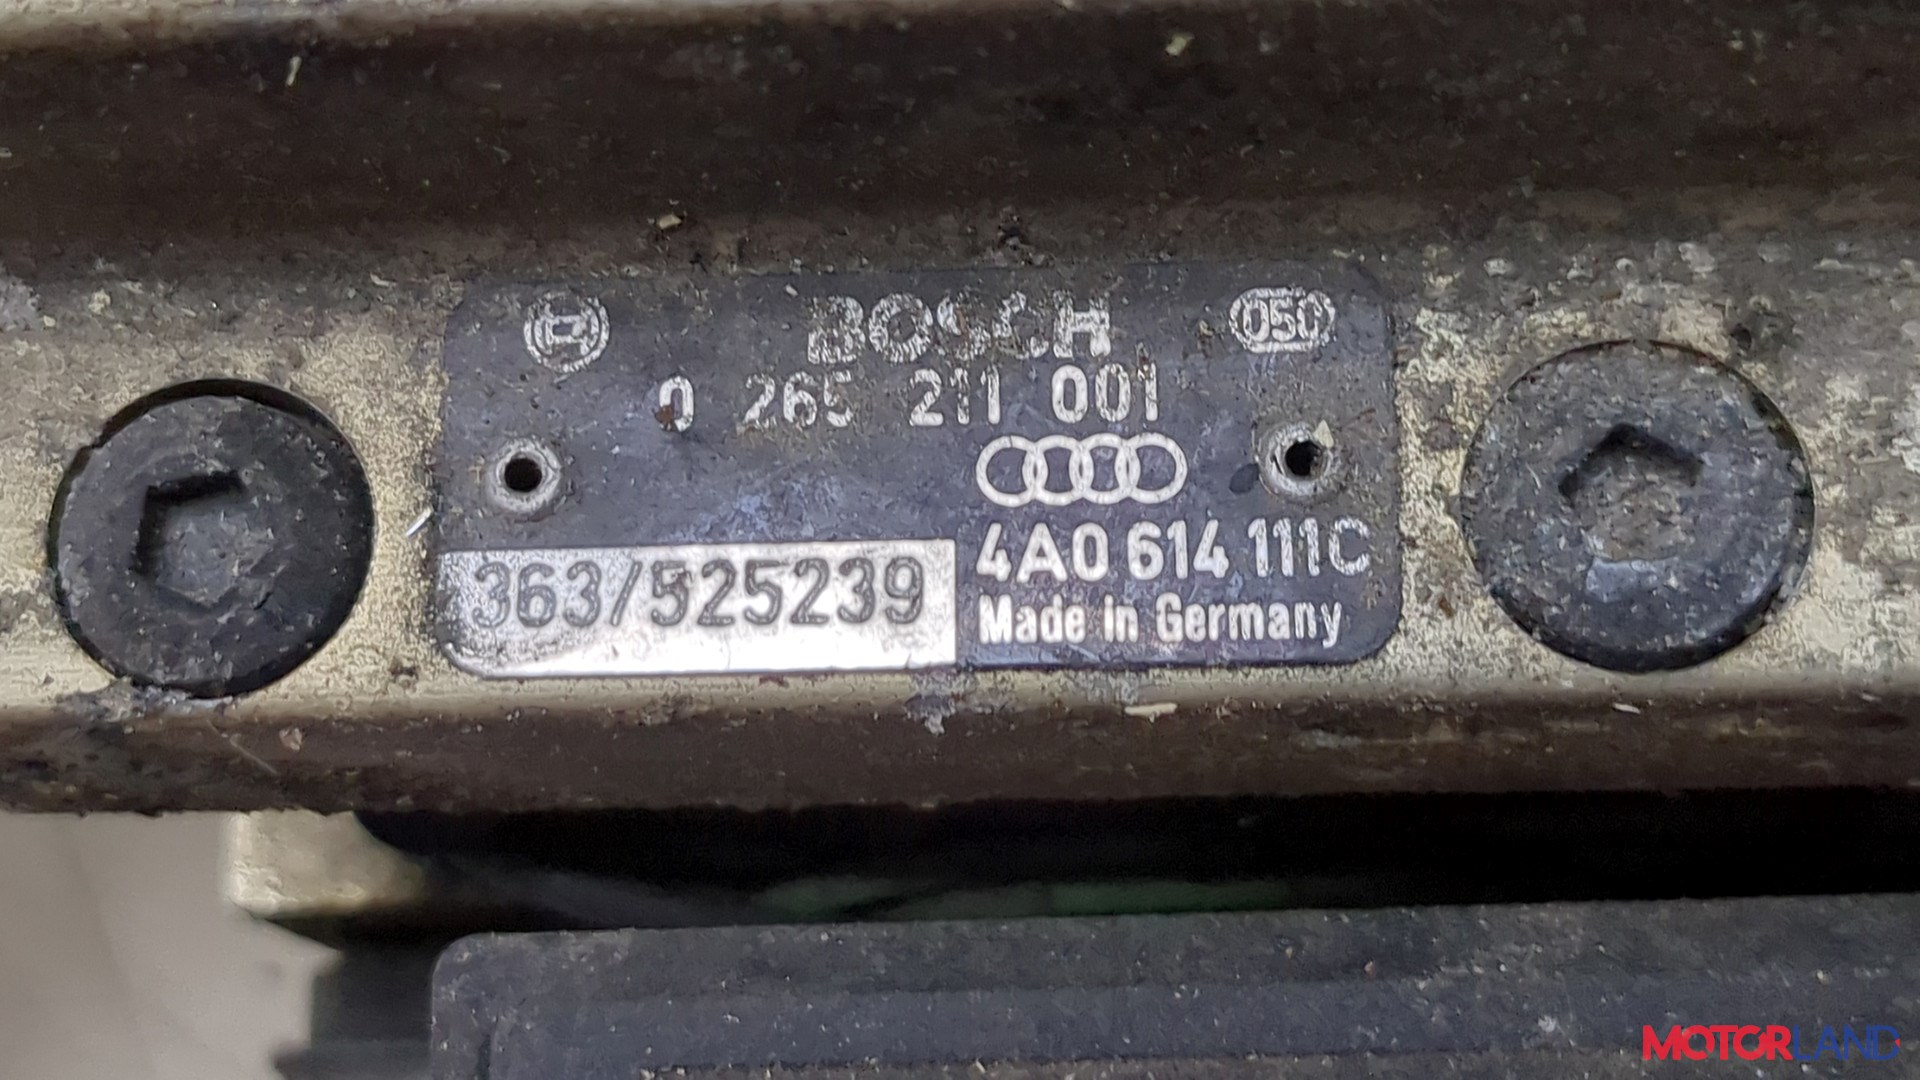 BOSCH 050
0 265 211 001
4A0 614 111C
363/525239
Made in Germany
MOTORLAND